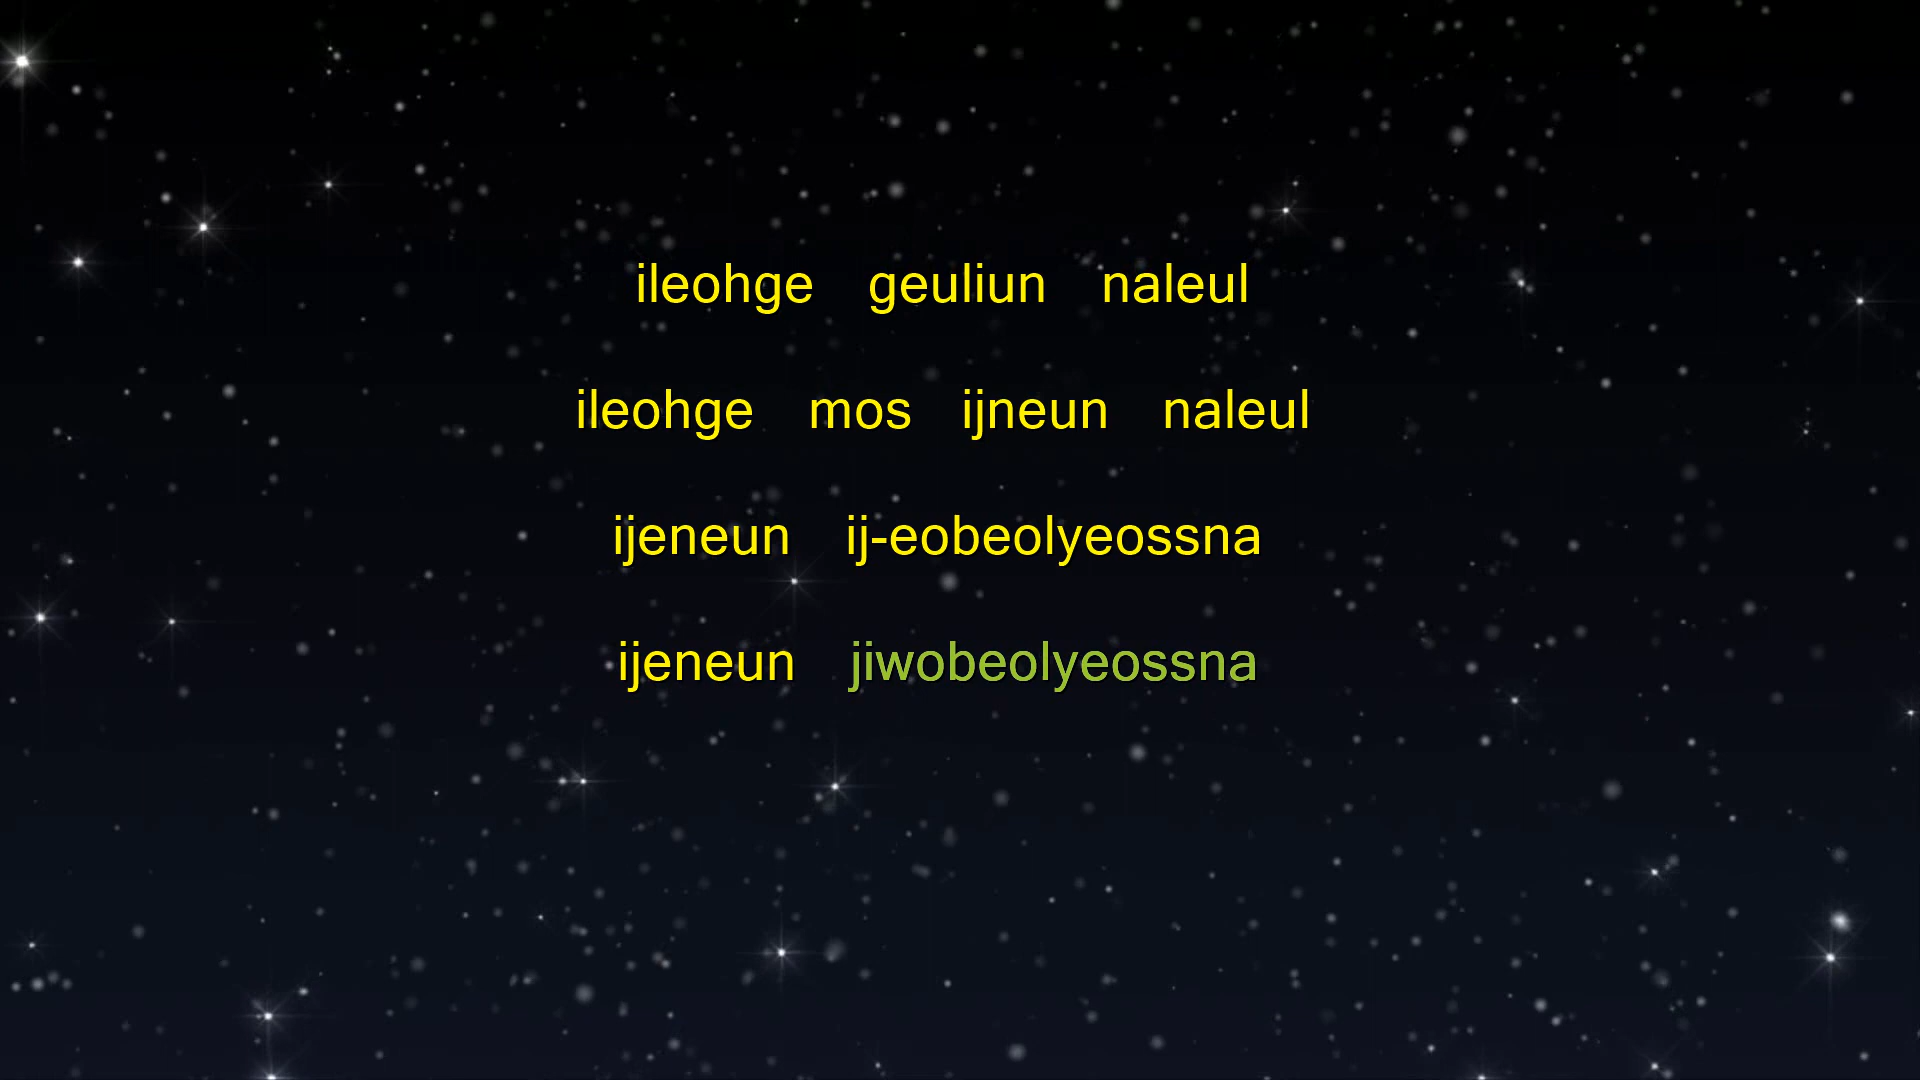 ileohge geuliun naleul
ileohge mos ijneun naleul
ijeneun ij-eobeolyeossna
ijeneun jiwobeolyeossna